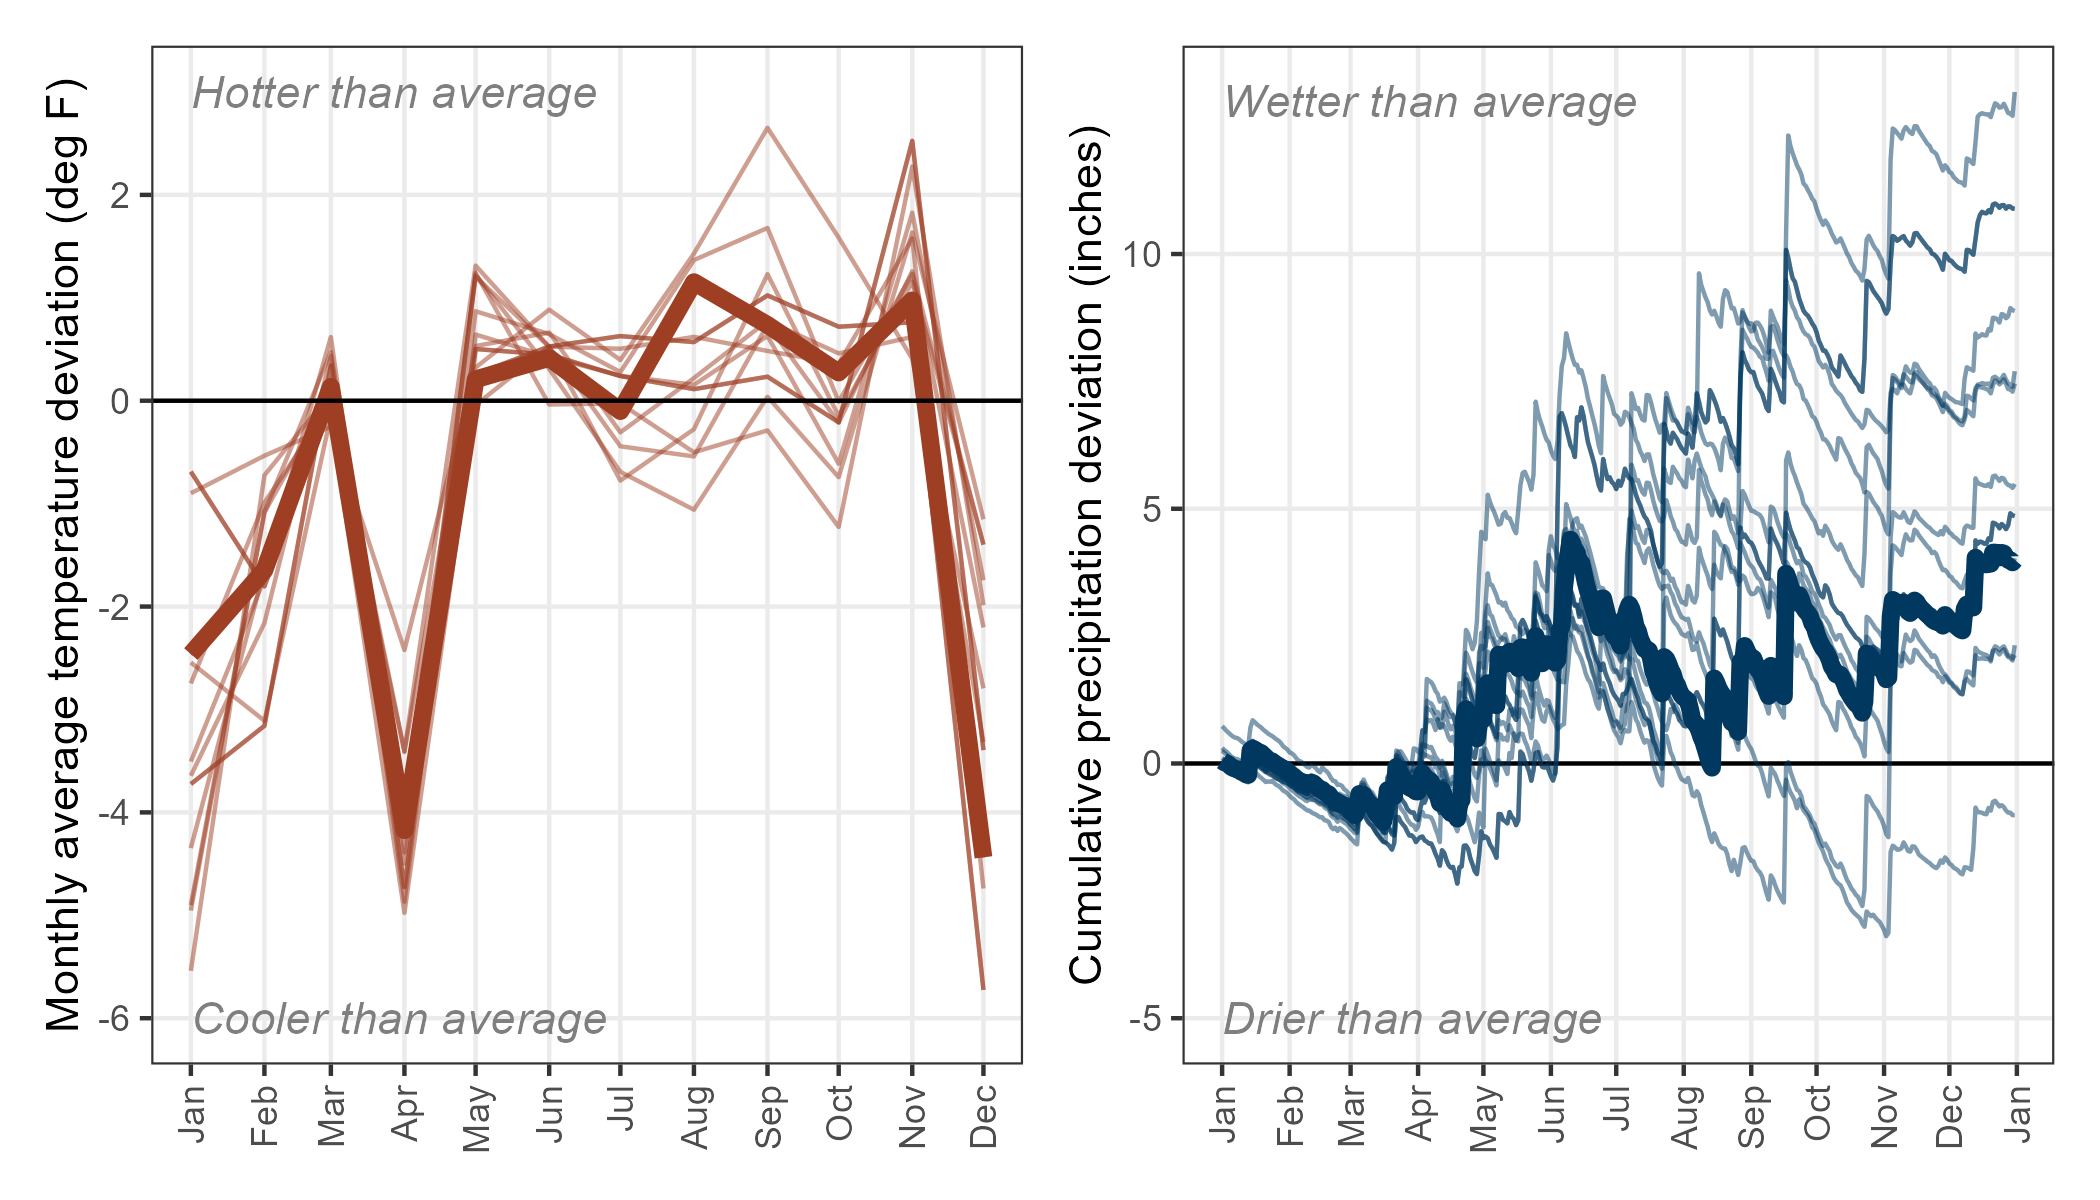 Monthly average temperature deviation (deg F)
Hotter than average
2
0
-2
-4
-6
Cooler than average
Jan
Feb
Mar
Apr
May
Jun
Jul
Aug
Sep
Oct
Nov
Dec
Cumulative precipitation deviation (inches)
Wetter than average
10
5
0
-5
Drier than average
Jan
Feb
Mar
Apr
May
Jun
Jul
Aug
Sep
Oct
Nov
Dec
Jan